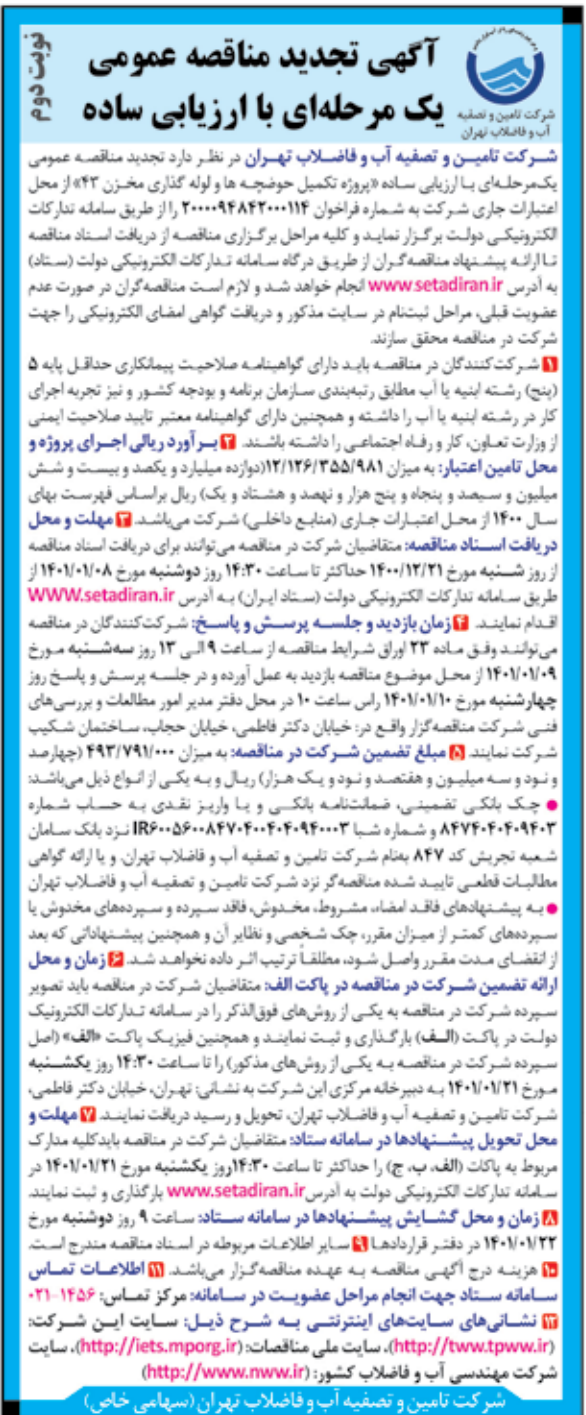 نوبت دوم
آگهی تجدید مناقصه عمومی
یک مرحله‌ای با ارزیابی ساده
شرکت تامین و تصفیه
آب و فاضلاب تهران
شرکت تامین و تصفیه آب و فاضلاب تهران در نظر دارد تجدید مناقصه عمومی
یک‌مرحله‌ای با ارزیابی ساده «پروژه تکمیل حوضچه ها و لوله گذاری مخزن ۴۳» از محل
اعتبارات جاری شرکت به شماره فراخوان ۲۰۰۰۰۹۴۸۴۲۰۰۰۱۱۴ را از طریق سامانه تدارکات
الکترونیکی دولت برگزار نماید و کلیه مراحل برگزاری مناقصه از دریافت اسناد مناقصه
تا ارائه پیشنهاد مناقصه‌گران از طریق درگاه سامانه تدارکات الکترونیکی دولت (ستاد)
به آدرس www.setadiran.ir انجام خواهد شد و لازم است مناقصه‌گران در صورت عدم
عضویت قبلی، مراحل ثبت‌نام در سایت مذکور و دریافت گواهی امضای الکترونیکی را جهت
شرکت در مناقصه محقق سازند.
۱ شرکت‌کنندگان در مناقصه باید دارای گواهینامه صلاحیت پیمانکاری حداقل پایه ۵
(پنج) رشته ابنیه یا آب مطابق رتبه‌بندی سازمان برنامه و بودجه کشور و نیز تجربه اجرای
کار در رشته ابنیه یا آب را داشته و همچنین دارای گواهینامه معتبر تایید صلاحیت ایمنی
از وزارت تعاون، کار و رفاه اجتماعی را داشته باشند. ۲ برآورد ریالی اجرای پروژه و
محل تامین اعتبار: به میزان ۱۲/۱۲۶/۳۵۵/۹۸۱(دوازده میلیارد و یکصد و بیست و شش
میلیون و سیصد و پنجاه و پنج هزار و نهصد و هشتاد و یک) ریال براساس فهرست بهای
سال ۱۴۰۰ از محل اعتبارات جاری (منابع داخلی) شرکت می‌باشد. ۳ مهلت و محل
دریافت اسناد مناقصه: متقاضیان شرکت در مناقصه می‌توانند برای دریافت اسناد مناقصه
از روز شنبه مورخ ۱۴۰۰/۱۲/۲۱ حداکثر تا ساعت ۱۴:۳۰ روز دوشنبه مورخ ۱۴۰۱/۰۱/۰۸ از
طریق سامانه تدارکات الکترونیکی دولت (ستاد ایران) به آدرس WWW.setadiran.ir
اقدام نمایند. ۴ زمان بازدید و جلسه پرسش و پاسخ: شرکت‌کنندگان در مناقصه
می‌توانند وفق ماده ۲۳ اوراق شرایط مناقصه از ساعت ۹ الی ۱۳ روز سه‌شنبه مورخ
۱۴۰۱/۰۱/۰۹ از محل موضوع مناقصه بازدید به عمل آورده و در جلسه پرسش و پاسخ روز
چهارشنبه مورخ ۱۴۰۱/۰۱/۱۰ راس ساعت ۱۰ در محل دفتر مدیر امور مطالعات و بررسی‌های
فنی شرکت مناقصه‌گزار واقع در: خیابان دکتر فاطمی، خیابان حجاب، ساختمان شکیب
شرکت نمایند. ۵ مبلغ تضمین شرکت در مناقصه: به میزان ۴۹۳/۷۹۱/۰۰۰ (چهارصد
و نود و سه میلیون و هفتصد و نود و یک هزار) ریال و به یکی از انواع ذیل می‌باشد:
● چک بانکی تضمینی، ضمانت‌نامه بانکی و یا واریز نقدی به حساب شماره
۸۴۷۴۰۴۰۴۰۹۴۰۳ و شماره شبا IR۶۰۰۵۶۰۰۸۴۷۰۴۰۰۴۰۴۰۹۴۰۰۰۳ نزد بانک سامان
شعبه تجریش کد ۸۴۷ بنام شرکت تامین و تصفیه آب و فاضلاب تهران، و یا ارائه گواهی
مطالبات قطعی تایید شده مناقصه‌گر نزد شرکت تامین و تصفیه آب و فاضلاب تهران
● به پیشنهادهای فاقد امضاء، مشروط، مخدوش، فاقد سپرده و سپرده‌های مخدوش یا
سپرده‌های کمتر از میزان مقرر، چک شخصی و نظایر آن و همچنین پیشنهاداتی که بعد
از انقضای مدت مقرر واصل شود، مطلقاً ترتیب اثر داده نخواهد شد. ۶ زمان و محل
ارائه تضمین شرکت در مناقصه در پاکت الف: متقاضیان شرکت در مناقصه باید تصویر
سپرده شرکت در مناقصه به یکی از روش‌های فوق‌الذکر را در سامانه تدارکات الکترونیک
دولت در پاکت (الف) بارگذاری و ثبت نمایند و همچنین فیزیک پاکت «الف» (اصل
سپرده شرکت در مناقصه به یکی از روش‌های مذکور) را تا ساعت ۱۴:۳۰ روز یکشنبه
مورخ ۱۴۰۱/۰۱/۲۱ به دبیرخانه مرکزی این شرکت به نشانی: تهران، خیابان دکتر فاطمی،
شرکت تامین و تصفیه آب و فاضلاب تهران، تحویل و رسید دریافت نمایند. ۷ مهلت و
محل تحویل پیشنهادها در سامانه ستاد: متقاضیان شرکت در مناقصه بایدکلیه مدارک
مربوط به پاکات (الف، ب، ج) را حداکثر تا ساعت ۱۴:۳۰روز یکشنبه مورخ ۱۴۰۱/۰۱/۲۱ در
سامانه تدارکات الکترونیکی دولت به آدرس www.setadiran.ir بارگذاری و ثبت نمایند.
۸ زمان و محل گشایش پیشنهادها در سامانه ستاد: ساعت ۹ روز دوشنبه مورخ
۱۴۰۱/۰۱/۲۲ در دفتر قراردادها ۹ سایر اطلاعات مربوطه در اسناد مناقصه مندرج است.
۱۰ هزینه درج آگهی مناقصه به عهده مناقصه‌گزار می‌باشد. ۱۱ اطلاعات تماس
سامانه ستاد جهت انجام مراحل عضویت در سامانه: مرکز تماس: ۱۴۵۶-۰۲۱
۱۲ نشانی‌های سایت‌های اینترنتی به شرح ذیل: سایت این شرکت:
(http://tww.tpww.ir)، سایت ملی مناقصات: (http://iets.mporg.ir)، سایت
شرکت مهندسی آب و فاضلاب کشور: (http://www.nww.ir)
شرکت تامین و تصفیه آب و فاضلاب تهران (سهامی خاص)